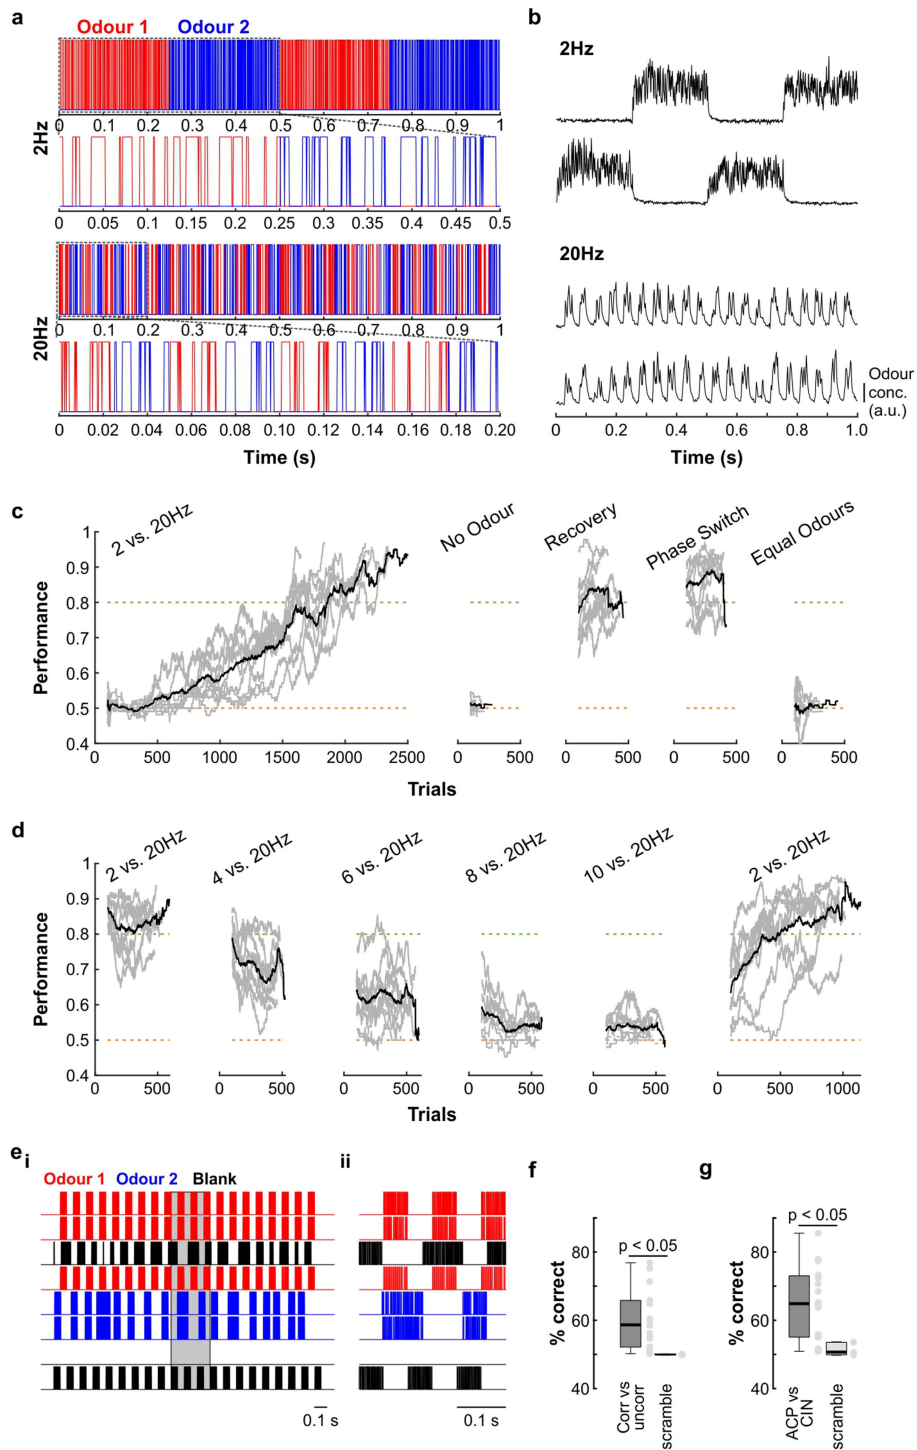 a
Odour 1 Odour 2
0 0.1 0.2 0.3 0.4 0.5 0.6 0.7 0.8 0.9 1
2Hz
0 0.05 0.1 0.15 0.20 0.25 0.30 0.35 0.40 0.45 0.5
0 0.1 0.2 0.3 0.4 0.5 0.6 0.7 0.8 0.9 1
20Hz
0 0.02 0.04 0.06 0.08 0.10 0.12 0.14 0.16 0.18 0.20
Time (s)
b
2Hz
20Hz
Odour
conc.
(a.u.)
0 0.2 0.4 0.6 0.8 1.0
Time (s)
c
2 vs. 20Hz No Odour Recovery Phase Switch Equal Odours
1
0.9
0.8
0.7
0.6
0.5
0.4
Performance
0 500 1000 1500 2000 2500 0 500 0 500 0 500 0 500
Trials
d
2 vs. 20Hz 4 vs. 20Hz 6 vs. 20Hz 8 vs. 20Hz 10 vs. 20Hz 2 vs. 20Hz
1
0.9
0.8
0.7
0.6
0.5
0.4
Performance
0 500 0 500 0 500 0 500 0 500 0 500 1000
Trials
e i
Odour 1 Odour 2 Blank
0.1 s
ii
0.1 s
f
p < 0.05
80
60
40
% correct
Corr vs
uncorr
scramble
g
p < 0.05
80
60
40
% correct
ACP vs
CIN
scramble